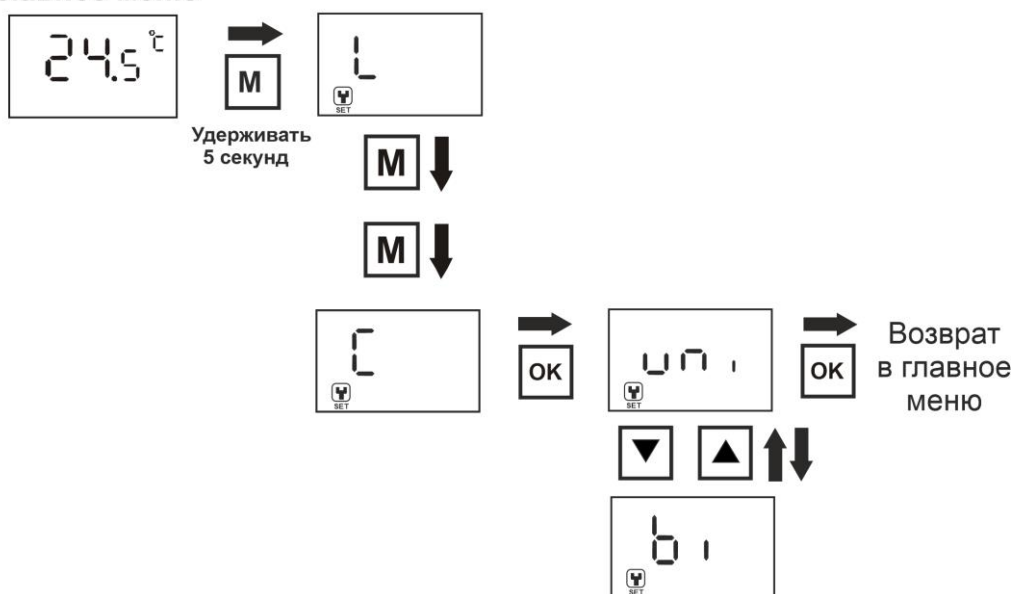 24.5 °C
M
Удерживать
5 секунд
L
SET
M
M
C
SET
OK
uni
SET
OK
Возврат
в главное
меню
bi
SET